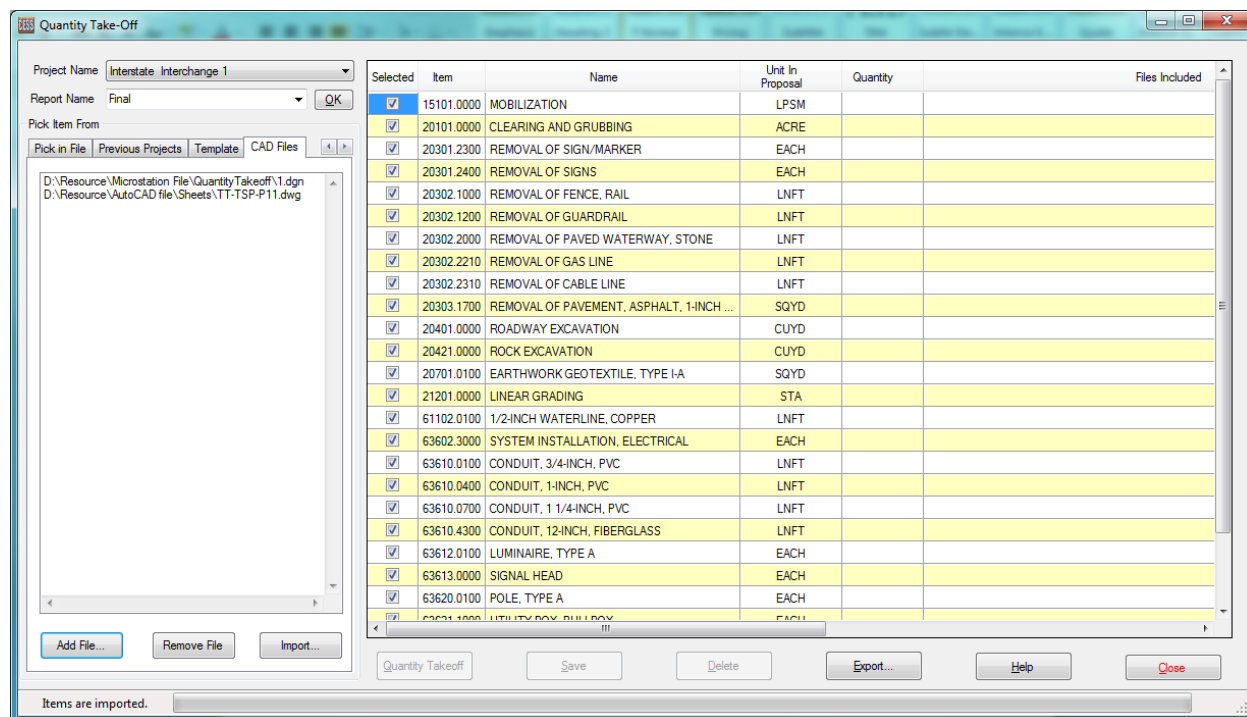 Quantity Take-Off
Project Name Interstate Interchange 1
Report Name Final OK
Pick Item From
Pick in File Previous Projects Template CAD Files
D:\Resource\Microstation File\QuantityTakeoff\1.dgn
D:\Resource\AutoCAD file\Sheets\TT-TSP-P11.dwg
Add File... Remove File Import...
Selected Item Name Unit In Proposal Quantity Files Included
15101.0000 MOBILIZATION LPSM
20101.0000 CLEARING AND GRUBBING ACRE
20301.2300 REMOVAL OF SIGN/MARKER EACH
20301.2400 REMOVAL OF SIGNS EACH
20302.1000 REMOVAL OF FENCE, RAIL LNFT
20302.1200 REMOVAL OF GUARDRAIL LNFT
20302.2000 REMOVAL OF PAVED WATERWAY, STONE LNFT
20302.2210 REMOVAL OF GAS LINE LNFT
20302.2310 REMOVAL OF CABLE LINE LNFT
20303.1700 REMOVAL OF PAVEMENT, ASPHALT, 1-INCH ... SQYD
20401.0000 ROADWAY EXCAVATION CUYD
20421.0000 ROCK EXCAVATION CUYD
20701.0100 EARTHWORK GEOTEXTILE, TYPE I-A SQYD
21201.0000 LINEAR GRADING STA
61102.0100 1/2-INCH WATERLINE, COPPER LNFT
63602.3000 SYSTEM INSTALLATION, ELECTRICAL EACH
63610.0100 CONDUIT, 3/4-INCH, PVC LNFT
63610.0400 CONDUIT, 1-INCH, PVC LNFT
63610.0700 CONDUIT, 1 1/4-INCH, PVC LNFT
63610.4300 CONDUIT, 12-INCH, FIBERGLASS LNFT
63612.0100 LUMINAIRE, TYPE A EACH
63613.0000 SIGNAL HEAD EACH
63620.0100 POLE, TYPE A EACH
Quantity Takeoff Save Delete Export... Help Close
Items are imported.